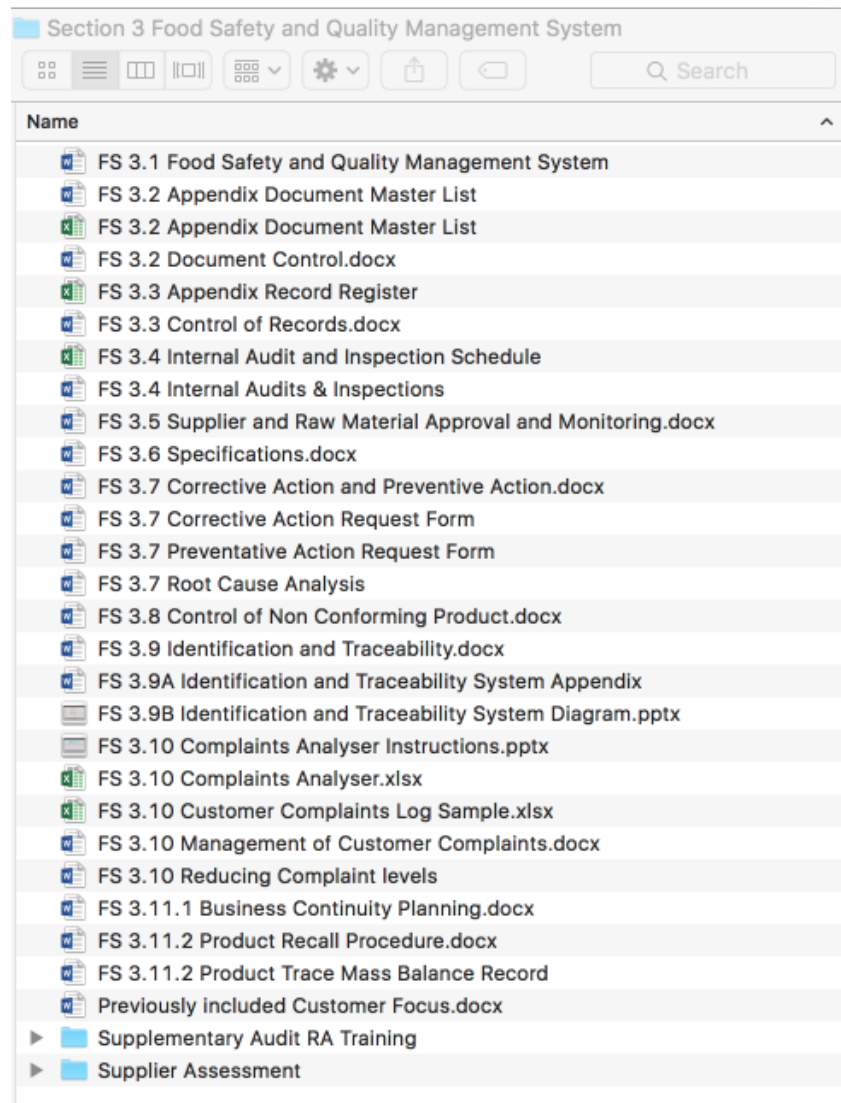 Section 3 Food Safety and Quality Management System
Search
Name
FS 3.1 Food Safety and Quality Management System
FS 3.2 Appendix Document Master List
FS 3.2 Appendix Document Master List
FS 3.2 Document Control.docx
FS 3.3 Appendix Record Register
FS 3.3 Control of Records.docx
FS 3.4 Internal Audit and Inspection Schedule
FS 3.4 Internal Audits & Inspections
FS 3.5 Supplier and Raw Material Approval and Monitoring.docx
FS 3.6 Specifications.docx
FS 3.7 Corrective Action and Preventive Action.docx
FS 3.7 Corrective Action Request Form
FS 3.7 Preventative Action Request Form
FS 3.7 Root Cause Analysis
FS 3.8 Control of Non Conforming Product.docx
FS 3.9 Identification and Traceability.docx
FS 3.9A Identification and Traceability System Appendix
FS 3.9B Identification and Traceability System Diagram.pptx
FS 3.10 Complaints Analyser Instructions.pptx
FS 3.10 Complaints Analyser.xlsx
FS 3.10 Customer Complaints Log Sample.xlsx
FS 3.10 Management of Customer Complaints.docx
FS 3.10 Reducing Complaint levels
FS 3.11.1 Business Continuity Planning.docx
FS 3.11.2 Product Recall Procedure.docx
FS 3.11.2 Product Trace Mass Balance Record
Previously included Customer Focus.docx
Supplementary Audit RA Training
Supplier Assessment